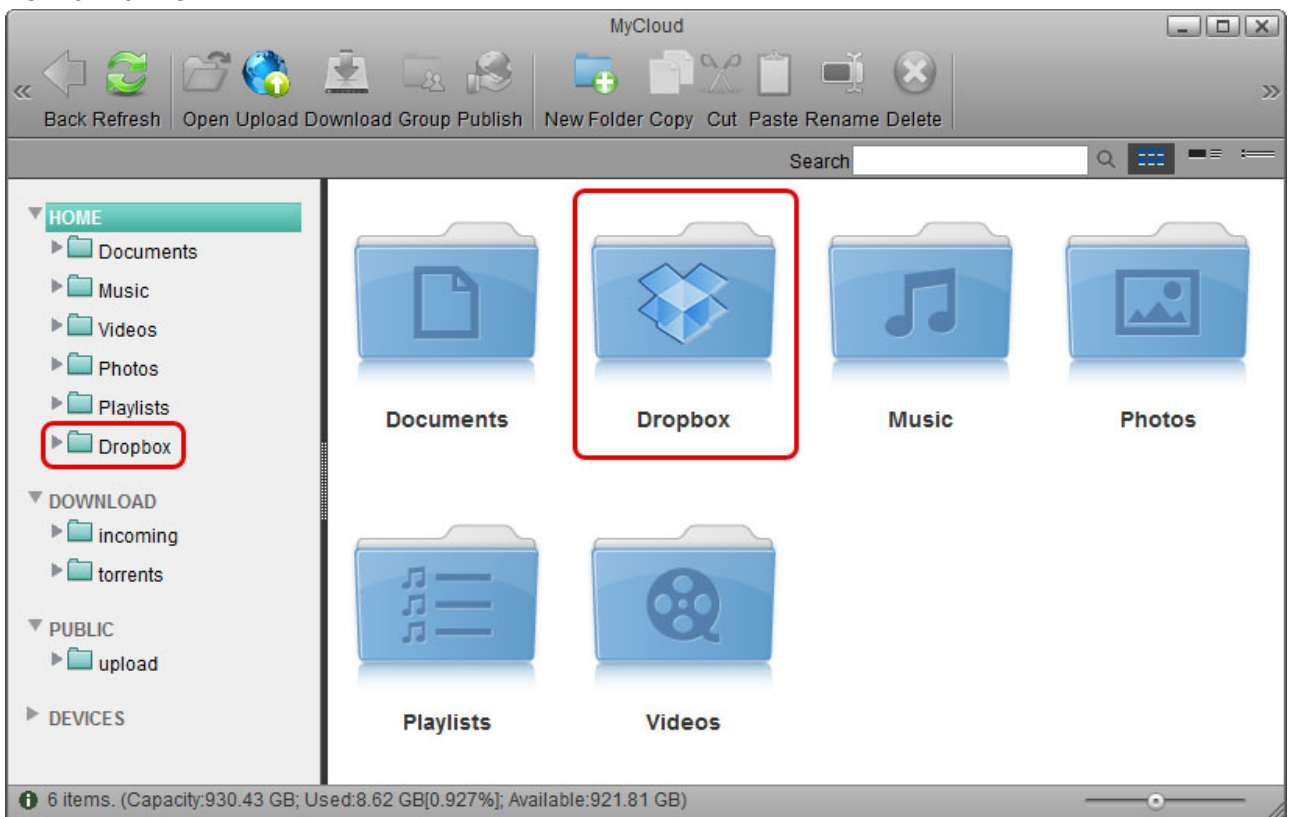 MyCloud
Back Refresh Open Upload Download Group Publish New Folder Copy Cut Paste Rename Delete
Search
HOME
Documents
Music
Videos
Photos
Playlists
Dropbox
DOWNLOAD
incoming
torrents
PUBLIC
upload
DEVICES
Documents Dropbox Music Photos
Playlists Videos
6 items. (Capacity:930.43 GB; Used:8.62 GB[0.927%]; Available:921.81 GB)